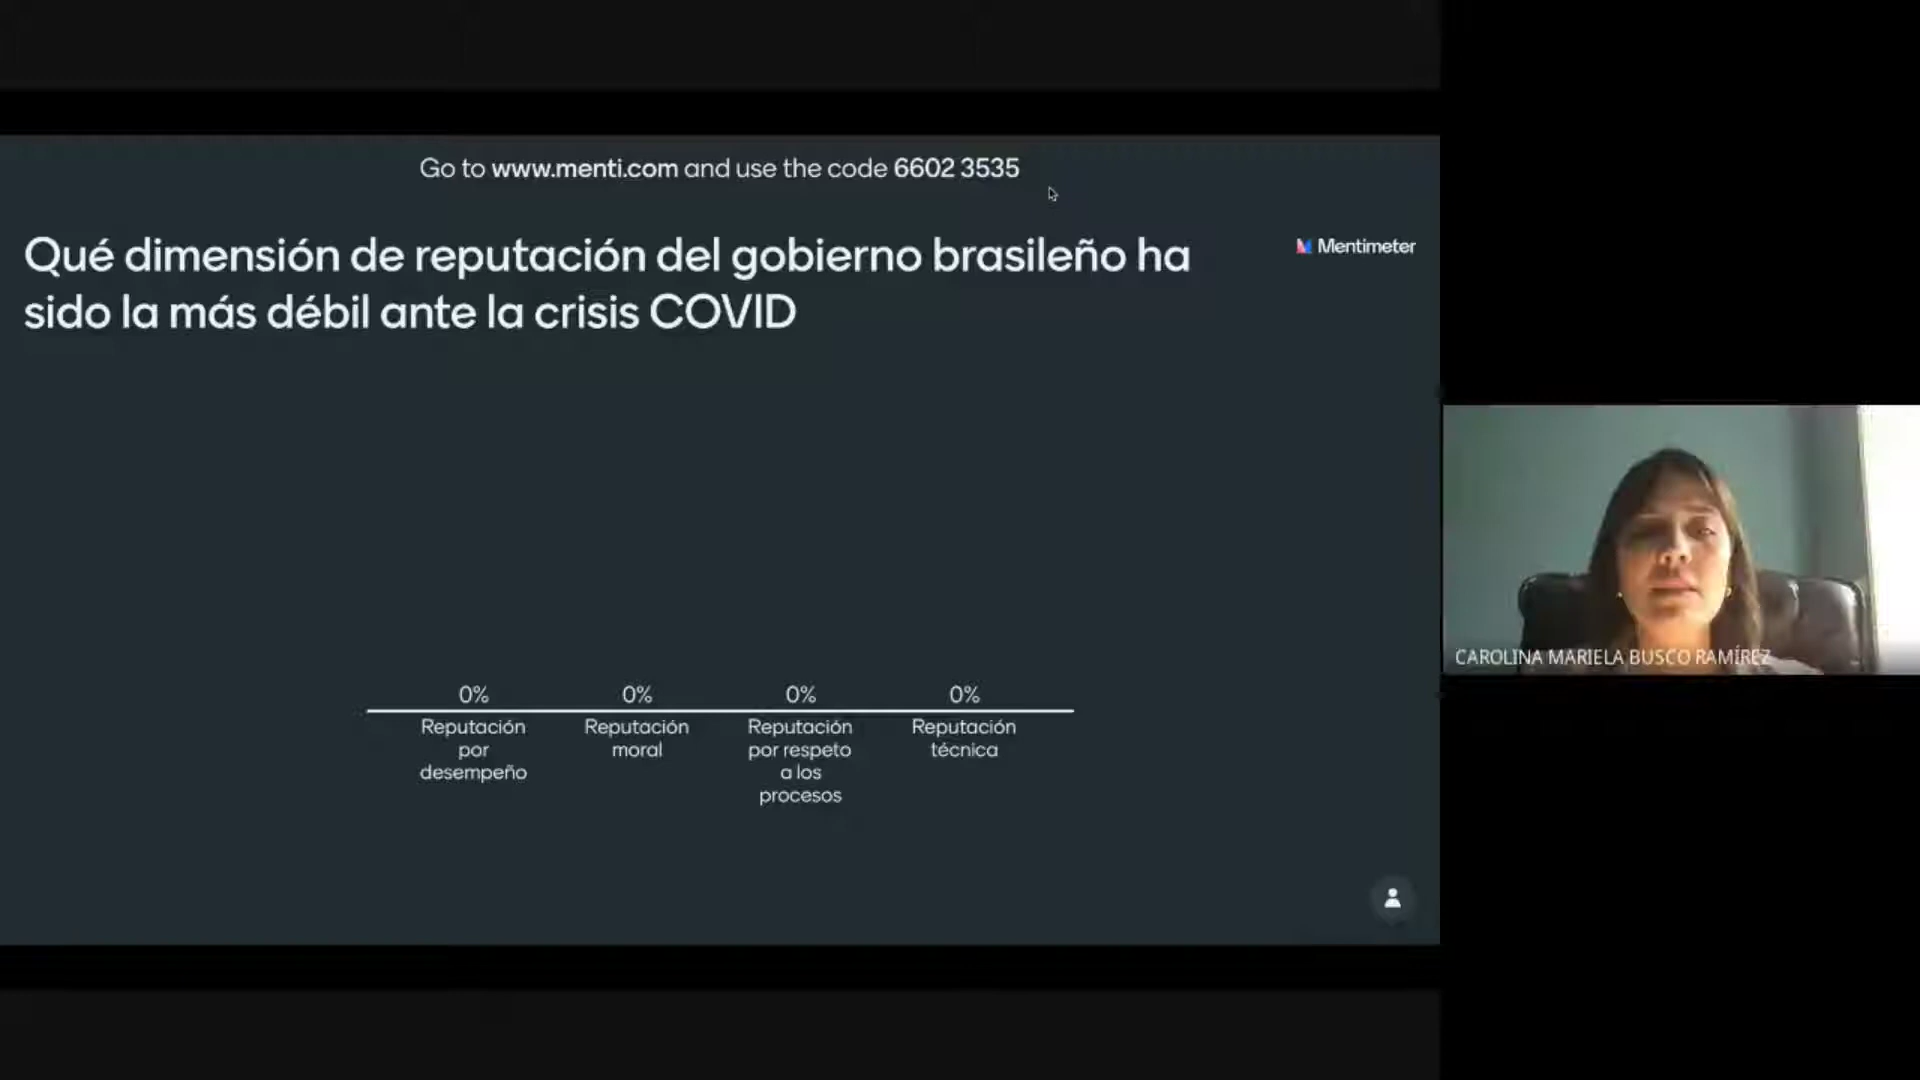 Go to www.menti.com and use the code 6602 3535
Qué dimensión de reputación del gobierno brasileño ha
sido la más débil ante la crisis COVID
Mentimeter
0%
0%
0%
0%
Reputación
por
desempeño
Reputación
moral
Reputación
por respeto
a los
procesos
Reputación
técnica
CAROLINA MARIELA BUSCO RAMÍREZ